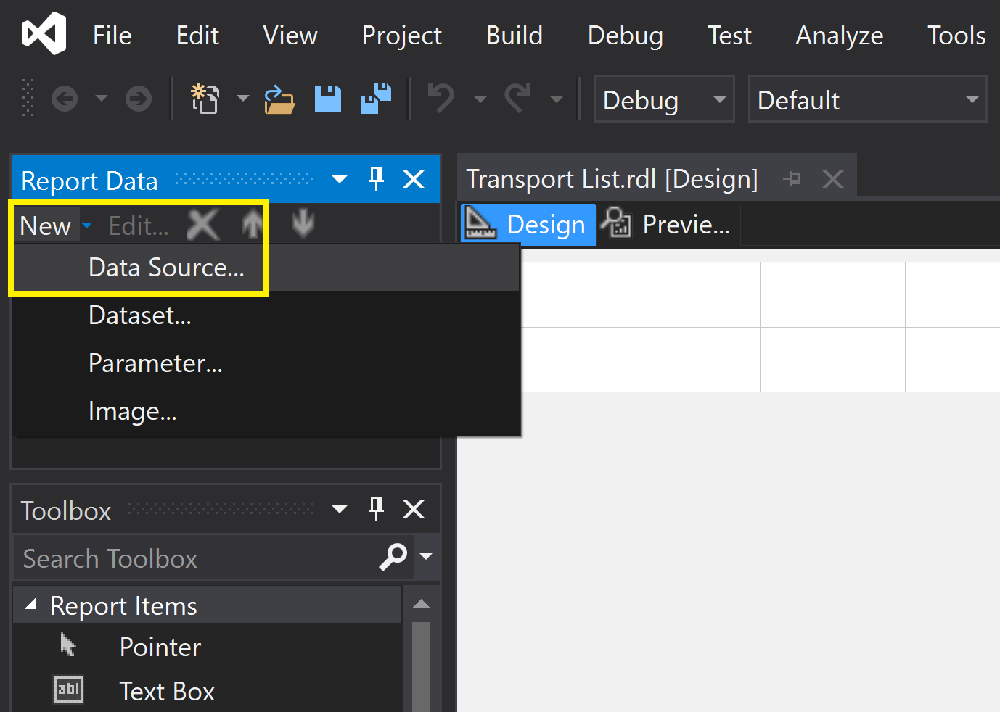 File Edit View Project Build Debug Test Analyze Tools
Debug Default
Report Data
Transport List.rdl [Design]
New Edit...
Design Previe...
Data Source...
Dataset...
Parameter...
Image...
Toolbox
Search Toolbox
Report Items
Pointer
abl Text Box